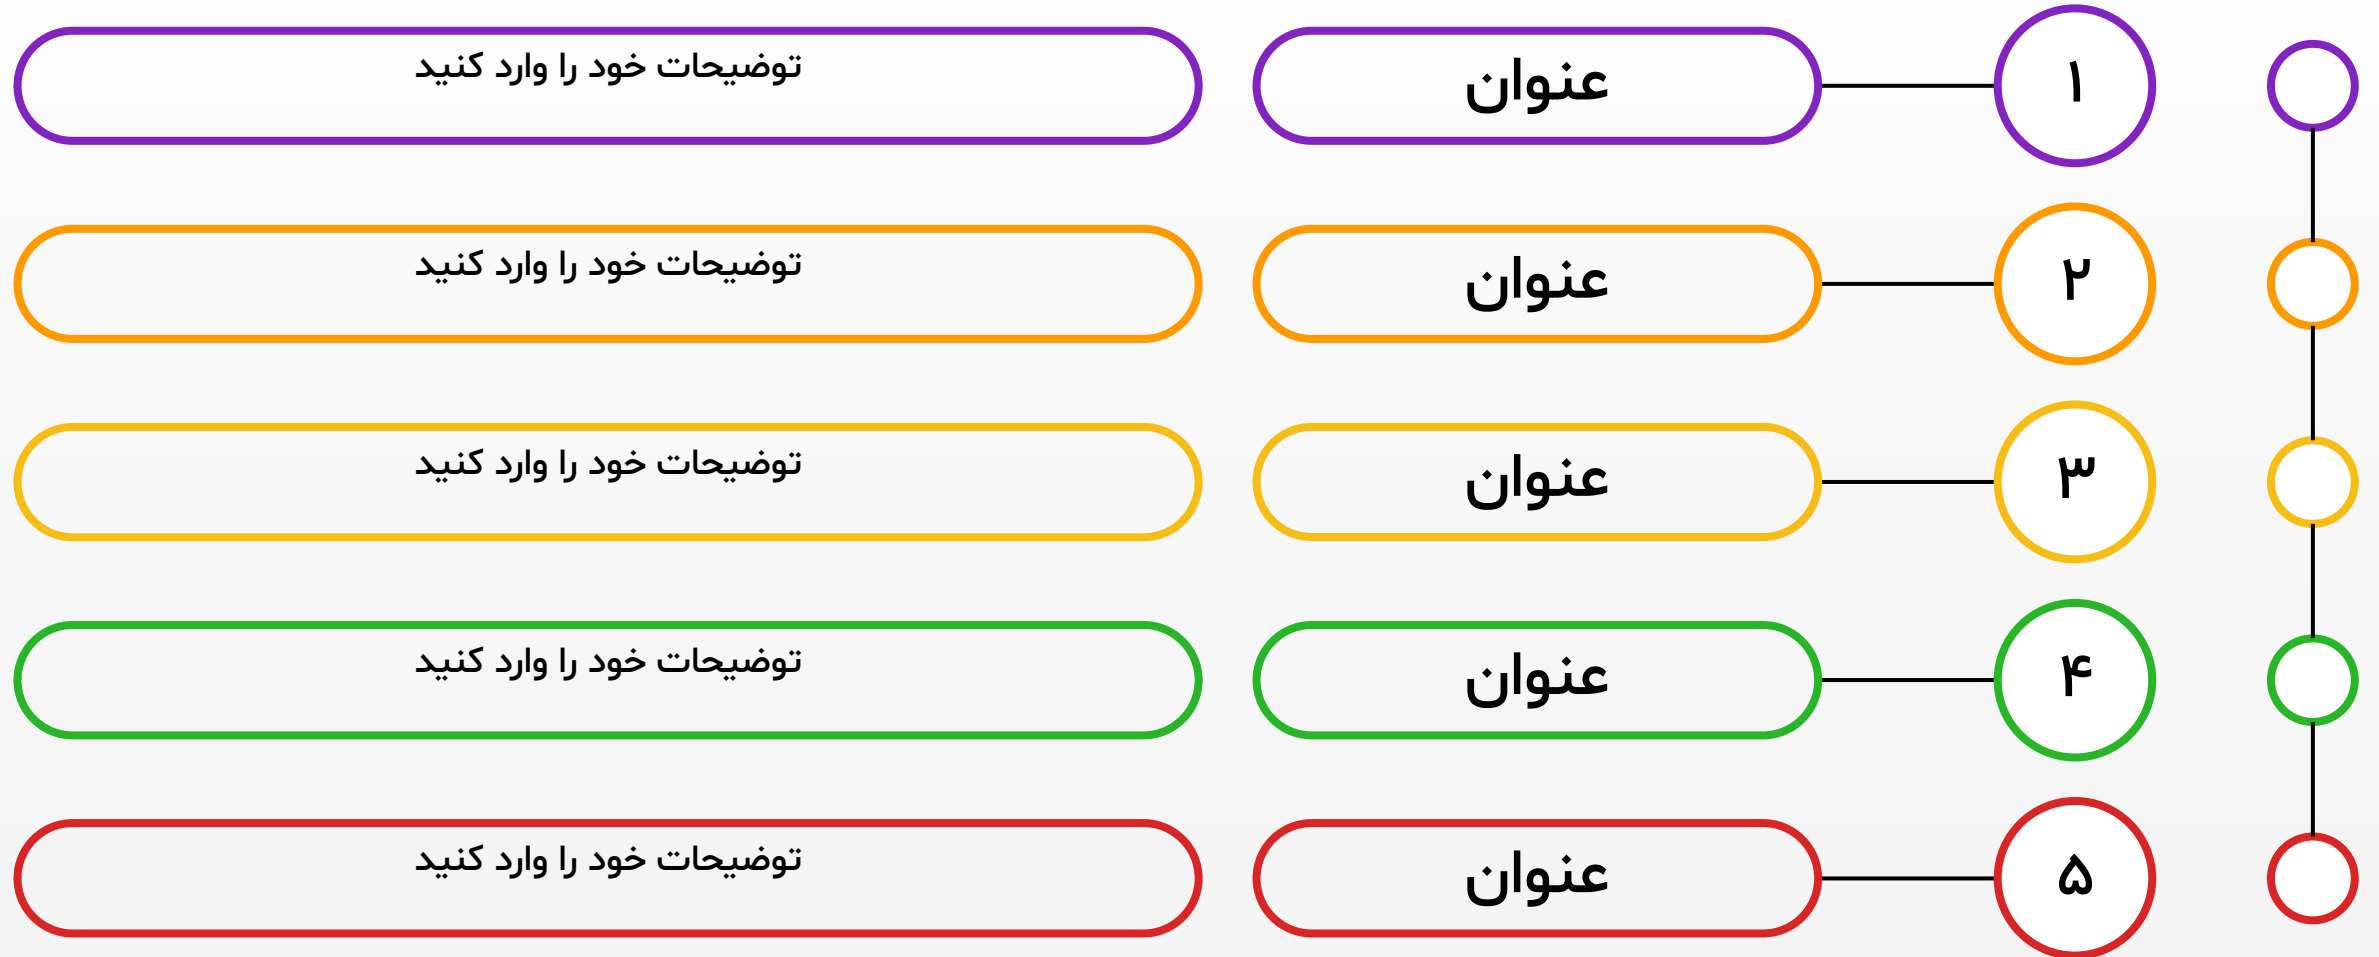 ۱
عنوان
توضیحات خود را وارد کنید
۲
عنوان
توضیحات خود را وارد کنید
۳
عنوان
توضیحات خود را وارد کنید
۴
عنوان
توضیحات خود را وارد کنید
۵
عنوان
توضیحات خود را وارد کنید